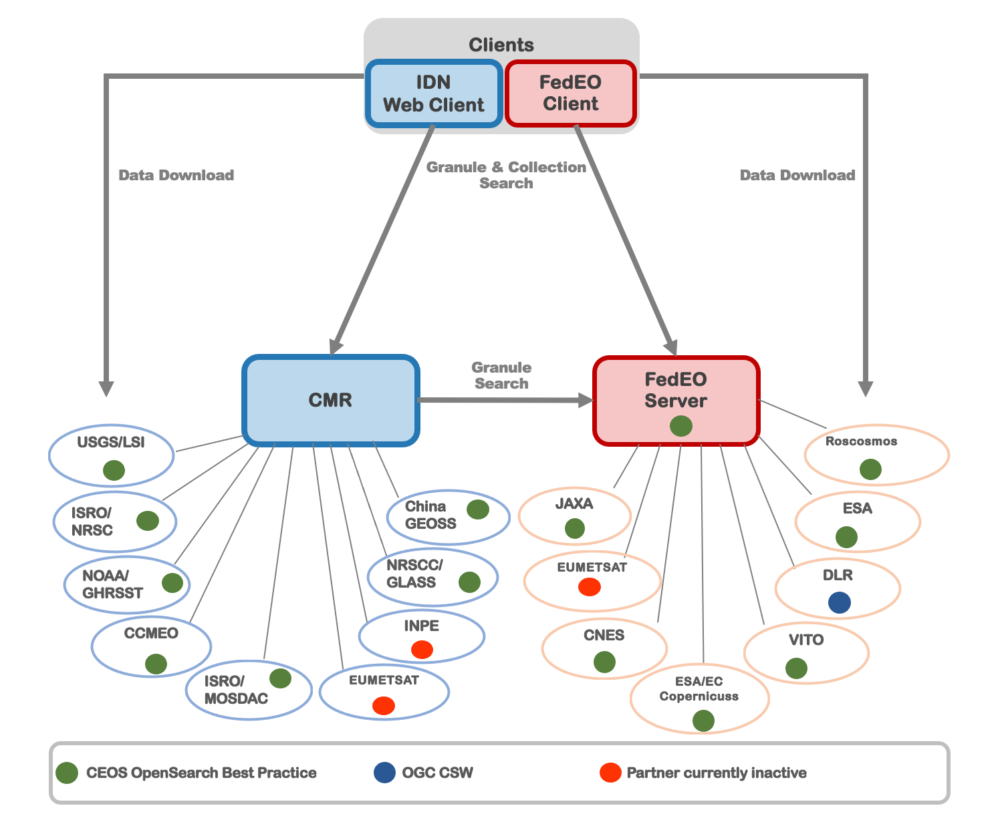 Clients
IDN
Web Client
FedEO
Client
Data Download
Granule & Collection
Search
Data Download
CMR
Granule
Search
FedEO
Server
USGS/LSI
ISRO/
NRSC
NOAA/
GHRSST
CCMEO
ISRO/
MOSDAC
EUMETSAT
INPE
NRSCC/
GLASS
China
GEOSS
JAXA
EUMETSAT
CNES
ESA/EC
Copernicuss
VITO
DLR
ESA
Roscosmos
CEOS OpenSearch Best Practice
OGC CSW
Partner currently inactive